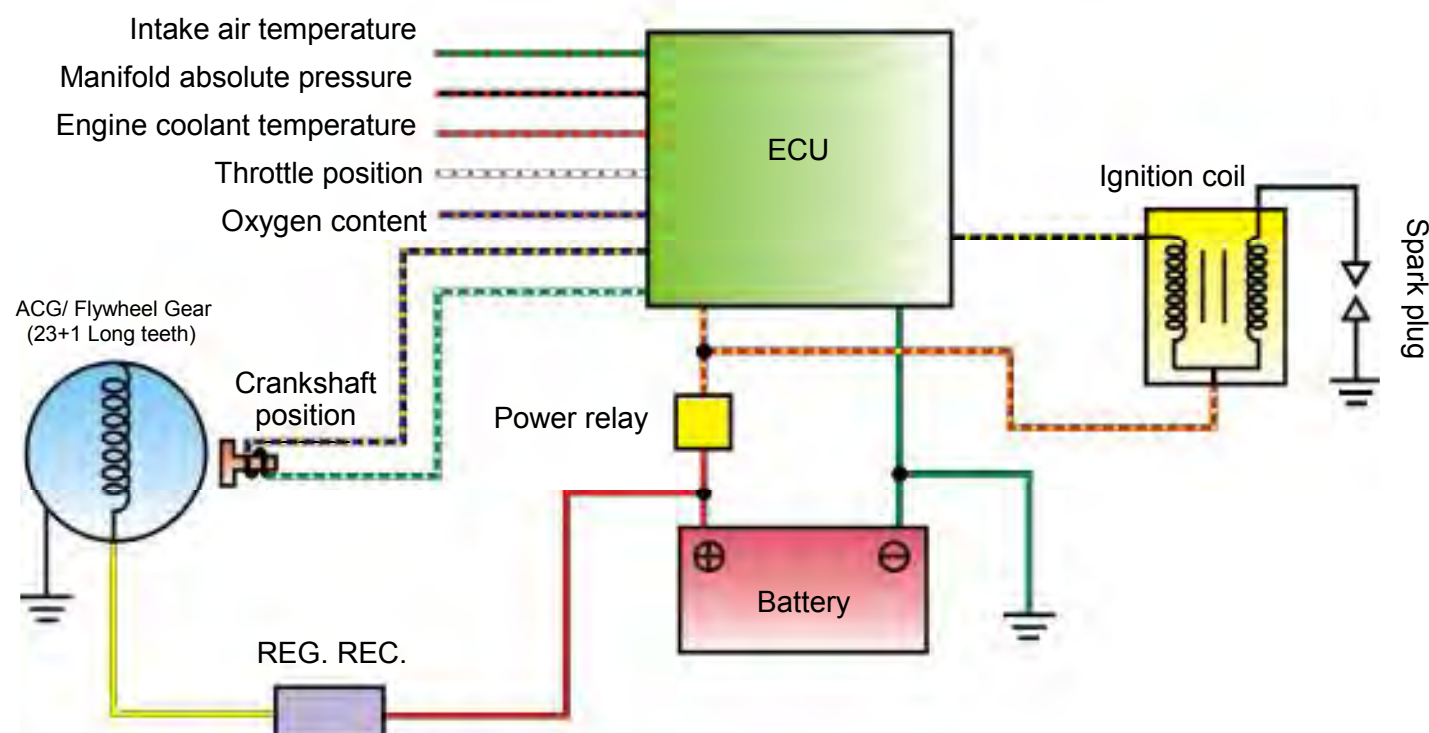 Intake air temperature
Manifold absolute pressure
Engine coolant temperature
Throttle position
Oxygen content
ECU
Ignition coil
Spark plug
ACG/ Flywheel Gear
(23+1 Long teeth)
Crankshaft
position
Power relay
Battery
REG. REC.